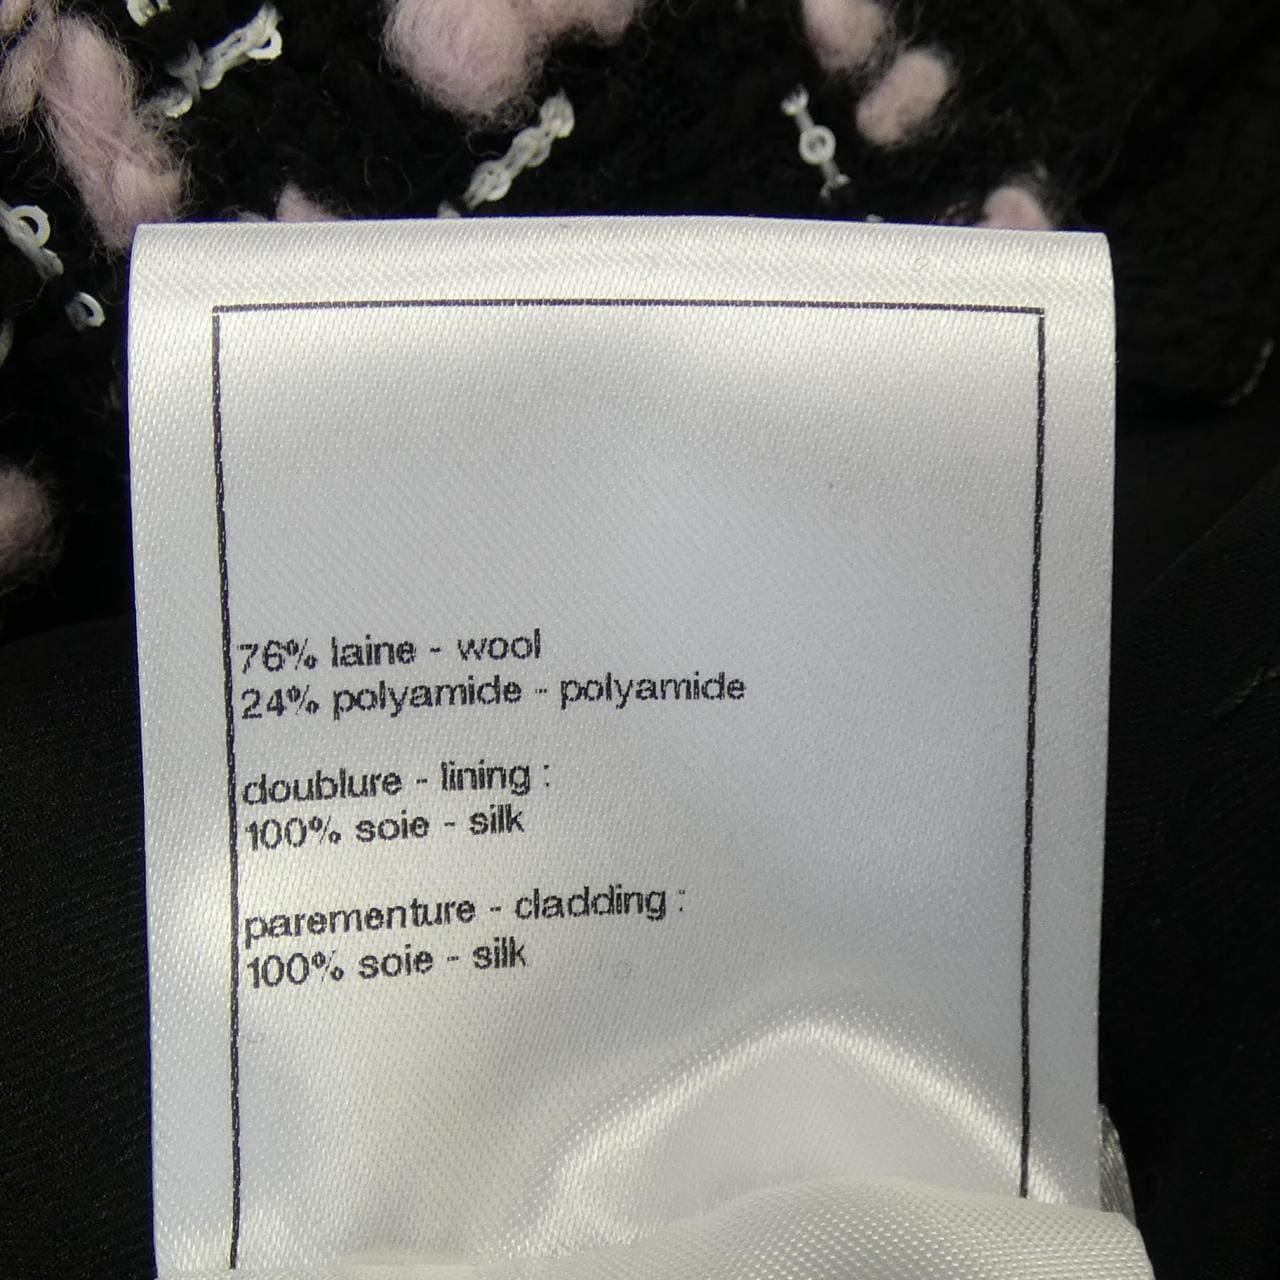 76% laine - wool
24% polyamide - polyamide
doublure - lining :
100% soie - silk
parementure - cladding :
100% soie - silk